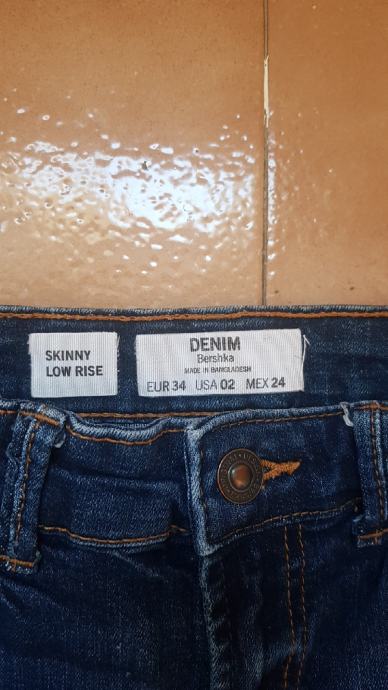 SKINNY
LOW RISE
DENIM
Bershka
MADE IN BANGLADESH
EUR 34 USA 02 MEX 24